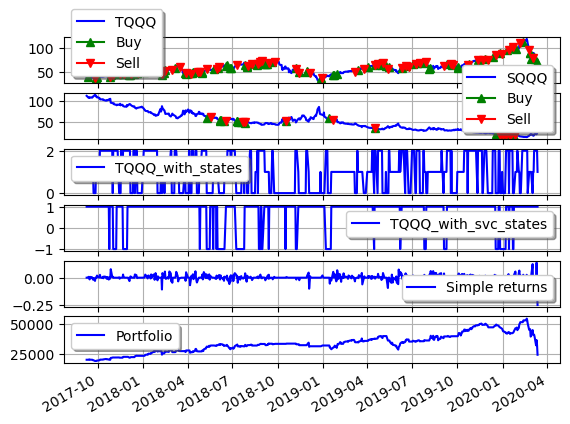 TQQQ
Buy
Sell
100
50
SQQQ
Buy
Sell
100
50
2
0
TQQQ_with_states
1
0
−1
TQQQ_with_svc_states
0.00
−0.25
Simple returns
50000
25000
Portfolio
2017-10
2018-01
2018-04
2018-07
2018-10
2019-01
2019-04
2019-07
2019-10
2020-01
2020-04